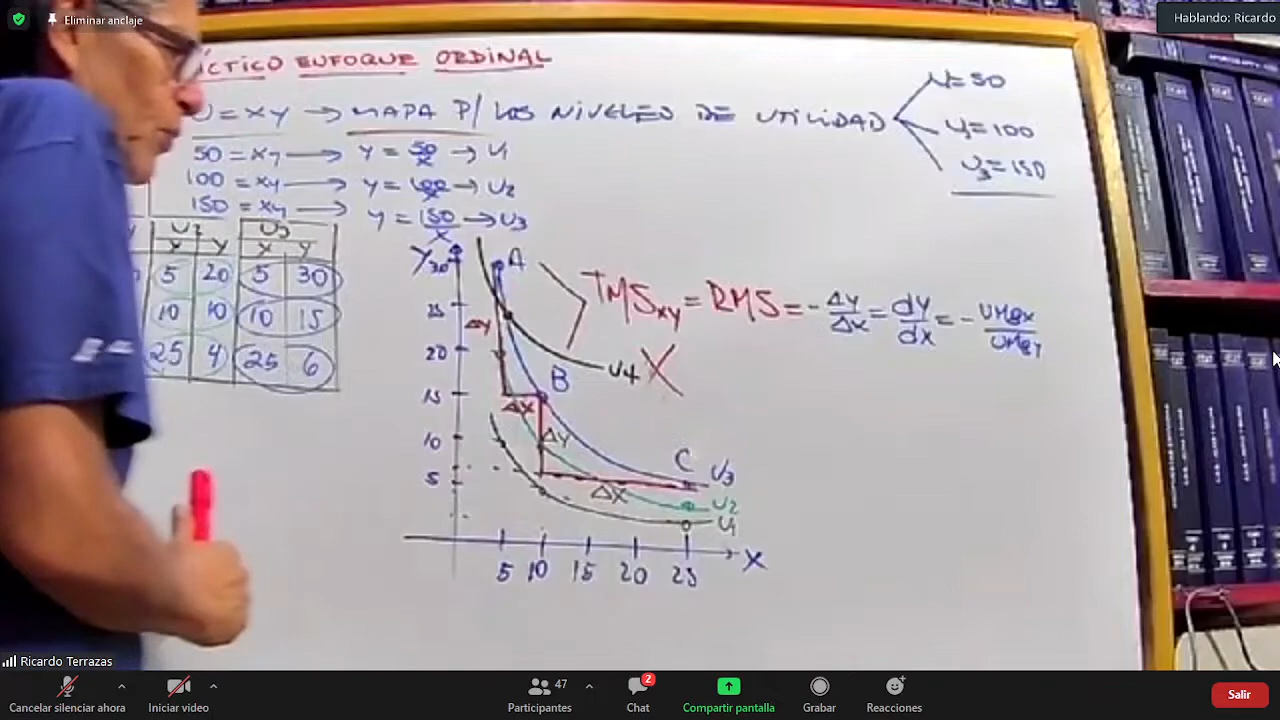 Eliminar anclaje
Hablando: Ricardo
ÍCTICO ENFOQUE ORDINAL
U = XY → MAPA P/ LOS NIVELES DE UTILIDAD
U=50
U=100
U3=150
50 = XY → Y = 50/X → U1
100 = XY → Y = 100/X → U2
150 = XY → Y = 150/X → U3
U2 U3
X Y X Y
5 20 5 30
10 10 10 15
25 4 25 6
Y
30 A
25
20
15 B
10
5
ΔY
ΔX
ΔY
ΔX
C
U4 X
U3
U2
U1
TMSxy = RMS = - ΔY/ΔX = dY/dX = - UMgx/UMgy
5 10 15 20 25 X
Ricardo Terrazas
Cancelar silenciar ahora
Iniciar video
47
Participantes
2
Chat
Compartir pantalla
Grabar
Reacciones
Salir